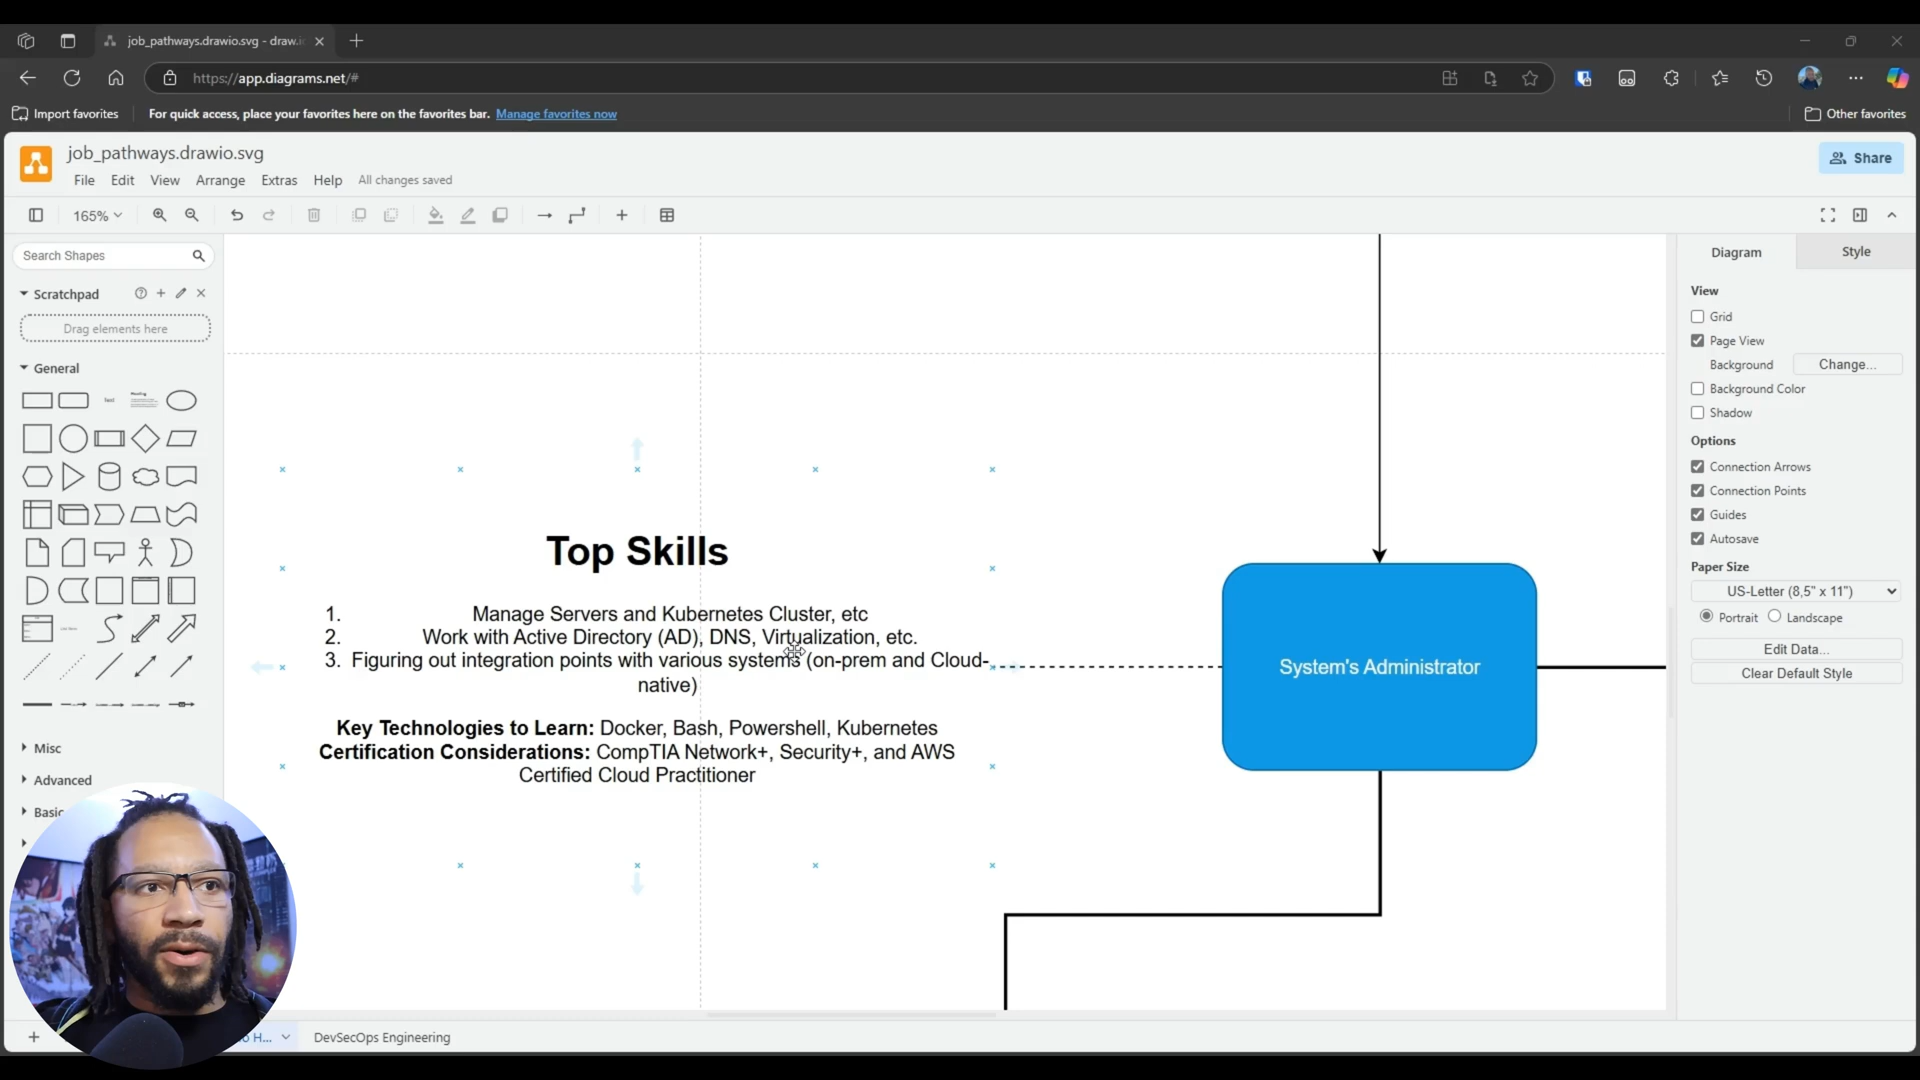 job_pathways.drawio.svg - draw.i
https://app.diagrams.net/#
Import favorites
For quick access, place your favorites here on the favorites bar. Manage favorites now
Other favorites
job_pathways.drawio.svg
Share
File Edit View Arrange Extras Help All changes saved
165%
Search Shapes
Diagram
Style
Scratchpad
View
Grid
Drag elements here
Page View
General
Background
Change...
Text
Heading
Background Color
Shadow
Options
Connection Arrows
Connection Points
Guides
Autosave
Top Skills
Paper Size
US-Letter (8,5" x 11")
1. Manage Servers and Kubernetes Cluster, etc
Portrait
Landscape
2. Work with Active Directory (AD), DNS, Virtualization, etc.
Edit Data...
3. Figuring out integration points with various systems (on-prem and Cloud-
native)
System's Administrator
Clear Default Style
Key Technologies to Learn: Docker, Bash, Powershell, Kubernetes
Certification Considerations: CompTIA Network+, Security+, and AWS
Certified Cloud Practitioner
Misc
Advanced
Basic
o H...
DevSecOps Engineering